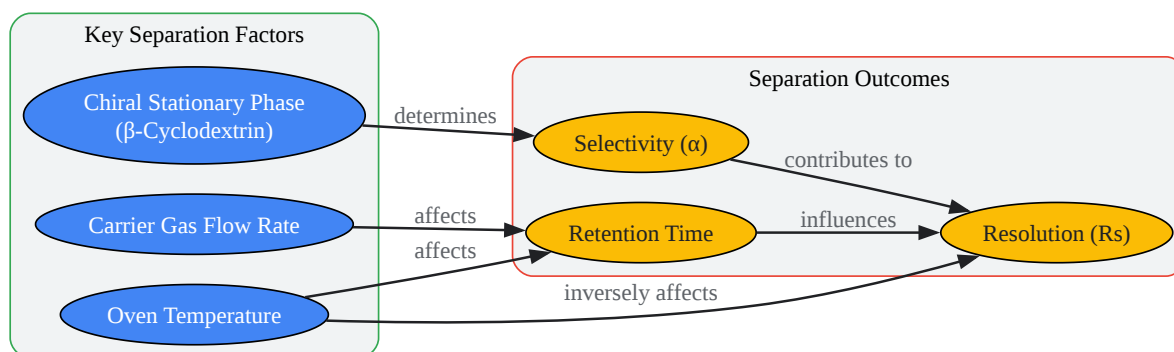 Key Separation Factors
Chiral Stationary Phase
(β-Cyclodextrin)
Carrier Gas Flow Rate
Oven Temperature
determines
affects
affects
inversely affects
Separation Outcomes
Selectivity (α)
Retention Time
contributes to
influences
Resolution (Rs)